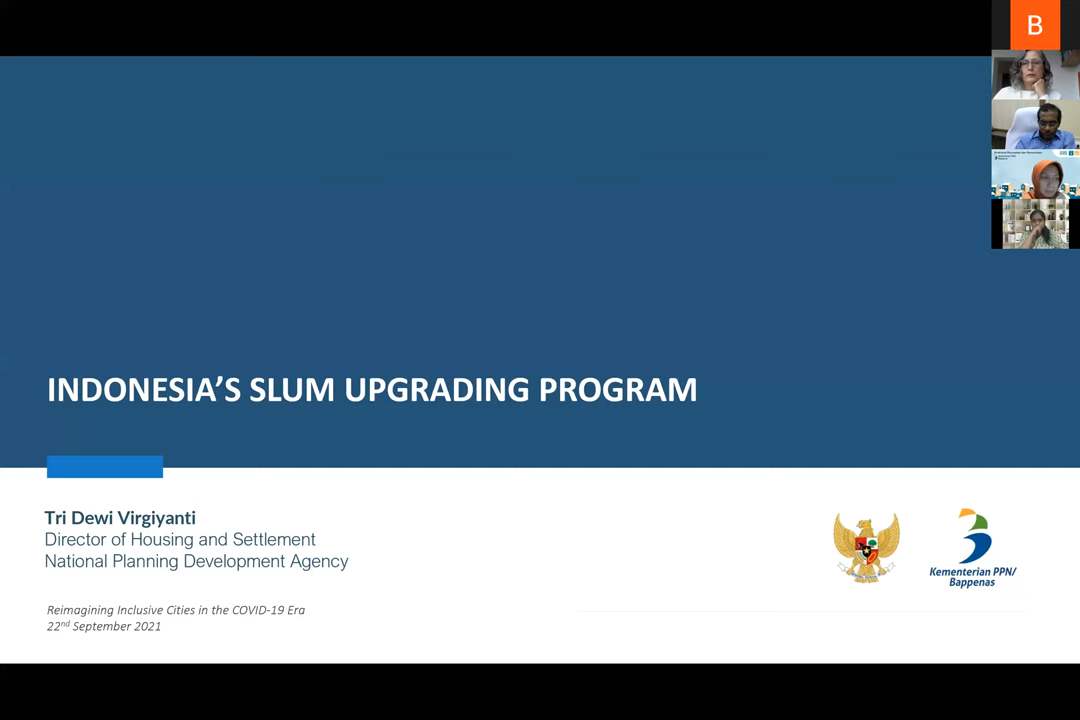 B
INDONESIA'S SLUM UPGRADING PROGRAM
Tri Dewi Virgiyanti
Director of Housing and Settlement
National Planning Development Agency
Kementerian PPN/
Bappenas
Reimagining Inclusive Cities in the COVID-19 Era
22nd September 2021